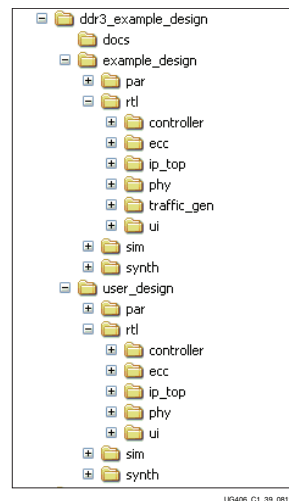 ddr3_example_design
docs
example_design
par
rtl
controller
ecc
ip_top
phy
traffic_gen
ui
sim
synth
user_design
par
rtl
controller
ecc
ip_top
phy
ui
sim
synth
UG406_C1_39_081